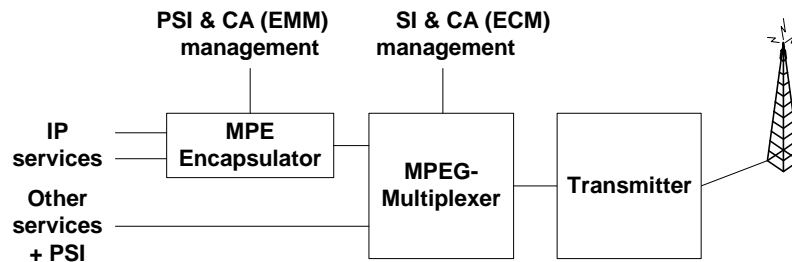 PSI & CA (EMM)
management
SI & CA (ECM)
management
IP
services
MPE
Encapsulator
MPEG-
Multiplexer
Transmitter
Other
services
+ PSI